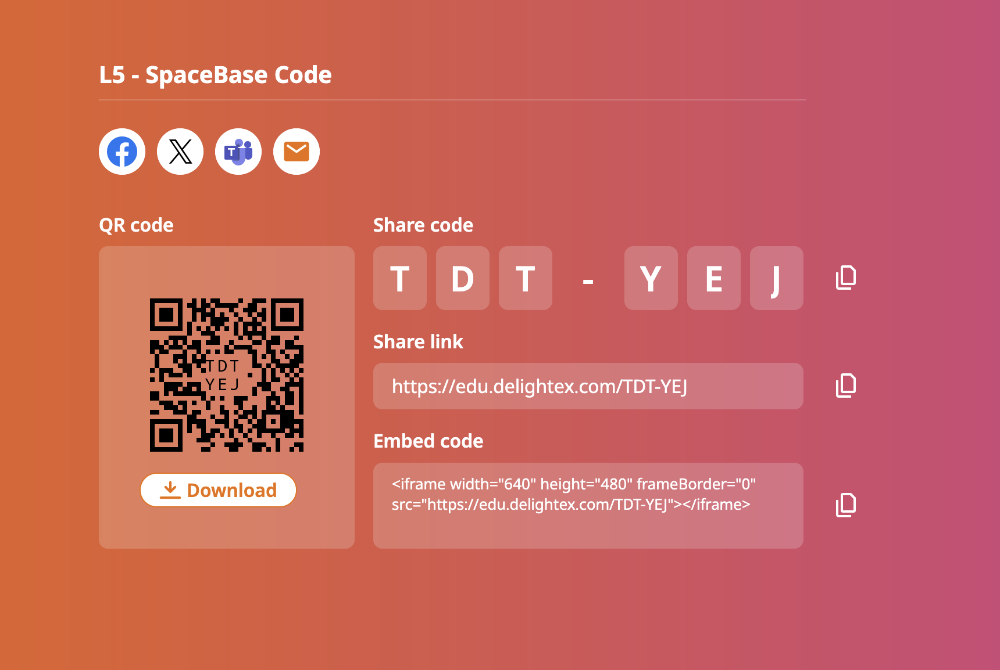 L5 - SpaceBase Code
T
QR code
TDT
YEJ
Download
Share code
T D T - Y E J
Share link
https://edu.delightex.com/TDT-YEJ
Embed code
<iframe width="640" height="480" frameBorder="0"
src="https://edu.delightex.com/TDT-YEJ"></iframe>